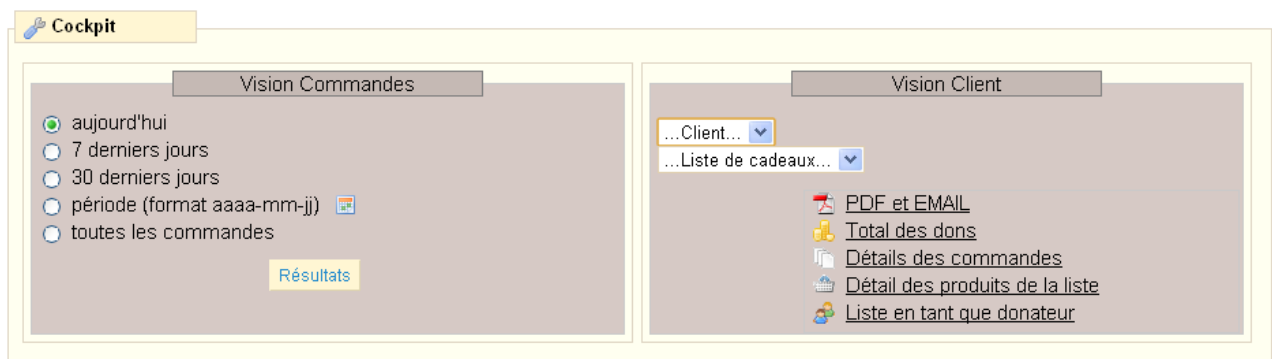 Cockpit
Vision Commandes
aujourd'hui
7 derniers jours
30 derniers jours
période (format aaaa-mm-jj)
toutes les commandes
Résultats
Vision Client
...Client...
...Liste de cadeaux...
PDF et EMAIL
Total des dons
Détails des commandes
Détail des produits de la liste
Liste en tant que donateur